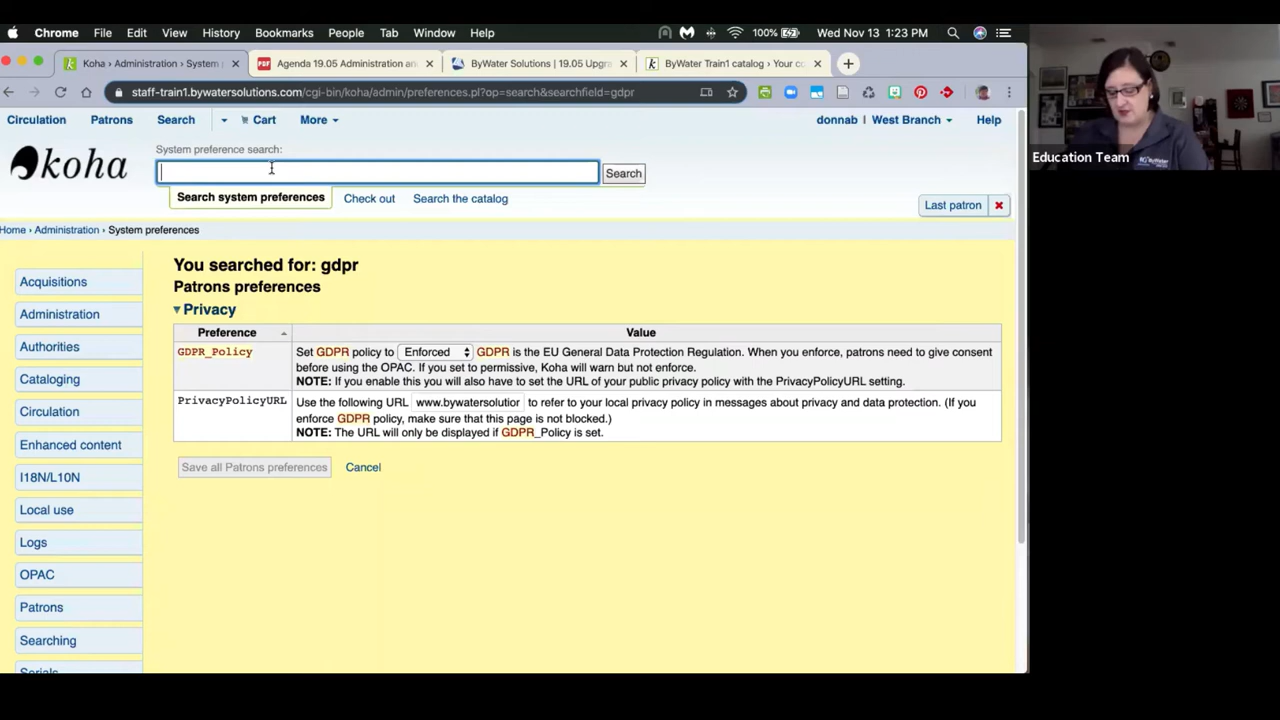 Chrome File Edit View History Bookmarks People Tab Window Help 100% Wed Nov 13 1:23 PM
Koha › Administration › System Agenda 19.05 Administration an ByWater Solutions | 19.05 Upgr ByWater Train1 catalog › Your c
staff-train1.bywatersolutions.com/cgi-bin/koha/admin/preferences.pl?op=search&searchfield=gdpr
Circulation Patrons Search Cart More donnab West Branch Help
System preference search:
koha
Search
Search system preferences Check out Search the catalog
Last patron
Home › Administration › System preferences
Acquisitions
Administration
Authorities
Cataloging
Circulation
Enhanced content
I18N/L10N
Local use
Logs
OPAC
Patrons
Searching
Serials
You searched for: gdpr
Patrons preferences
Privacy
Preference Value
GDPR_Policy Set GDPR policy to Enforced GDPR is the EU General Data Protection Regulation. When you enforce, patrons need to give consent
before using the OPAC. If you set to permissive, Koha will warn but not enforce.
NOTE: If you enable this you will also have to set the URL of your public privacy policy with the PrivacyPolicyURL setting.
PrivacyPolicyURL Use the following URL www.bywatersolutior to refer to your local privacy policy in messages about privacy and data protection. (If you
enforce GDPR policy, make sure that this page is not blocked.)
NOTE: The URL will only be displayed if GDPR_Policy is set.
Save all Patrons preferences Cancel
Education Team